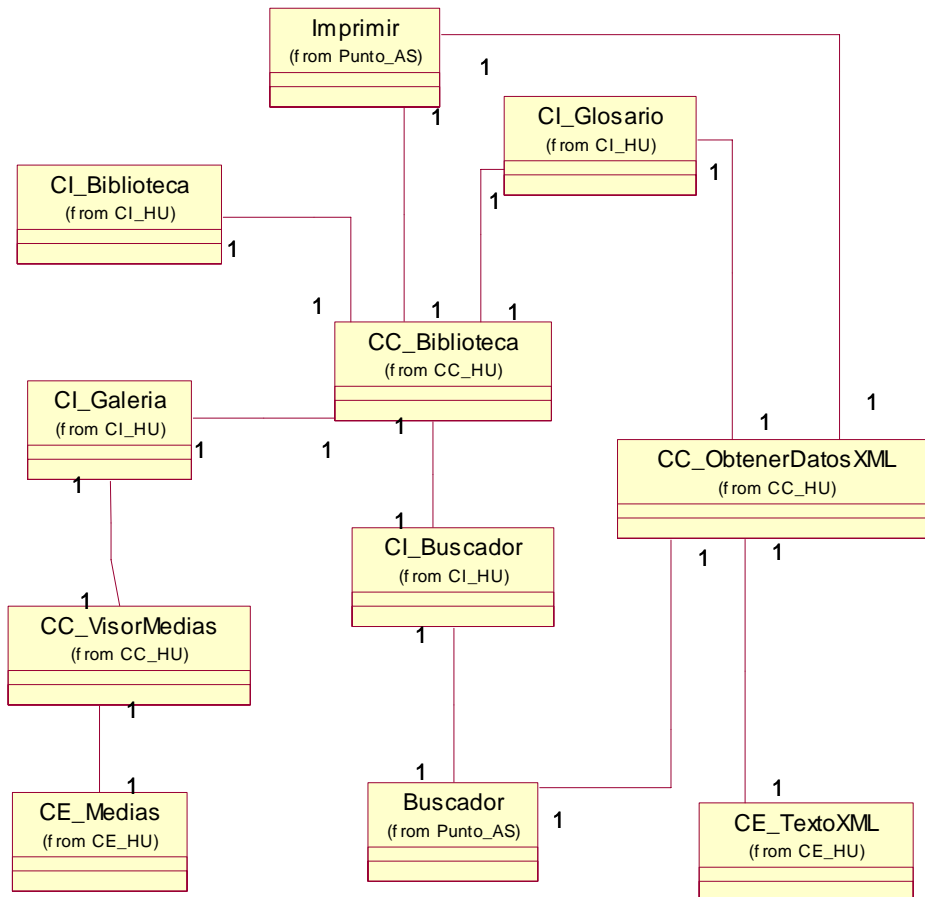 Imprimir
(from Punto_AS)
1
1
CI_Glosario
(from CI_HU)
1
1
CI_Biblioteca
(from CI_HU)
1
1
1
1
CC_Biblioteca
(from CC_HU)
1
1
CI_Galeria
(from CI_HU)
1
1
1
1
1
CC_ObtenerDatosXML
(from CC_HU)
1
1
1
CI_Buscador
(from CI_HU)
1
1
CC_VisorMedias
(from CC_HU)
1
1
CE_Medias
(from CE_HU)
1
Buscador
(from Punto_AS)
1
1
CE_TextoXML
(from CE_HU)